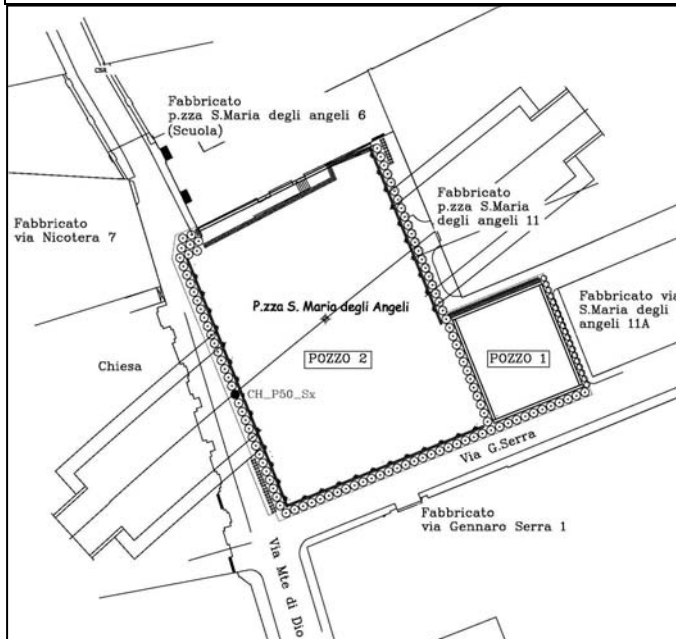 CSA
Fabbricato
p.zza S.Maria degli angeli 6
(Scuola)
Fabbricato
via Nicotera 7
Fabbricato
p.zza S.Maria
degli angeli 11
P.zza S. Maria degli Angeli
Fabbricato via
S.Maria degli
angeli 11A
POZZO 2
POZZO 1
Chiesa
CH_P50_Sx
Via G.Serra
Fabbricato
via Gennaro Serra 1
Via Mte di Dio